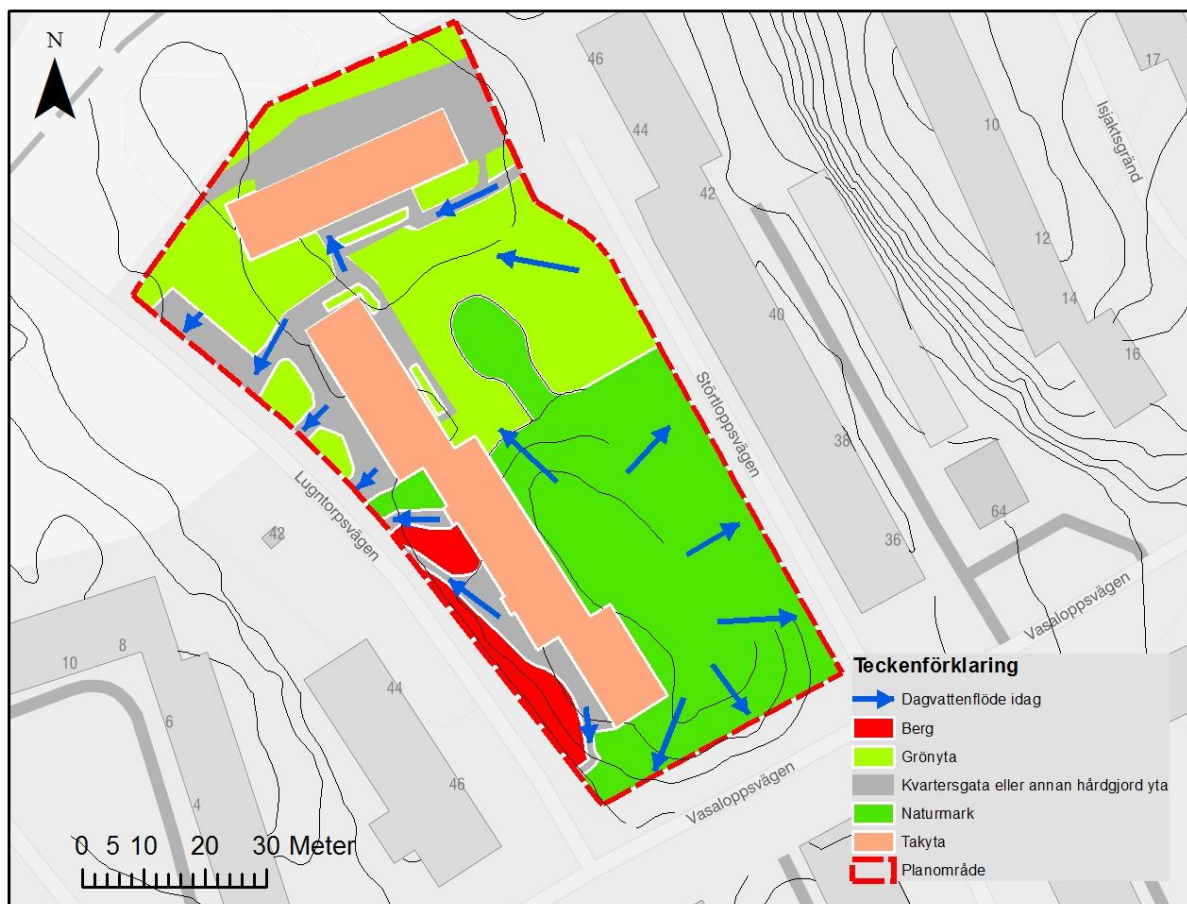 N
46
17
44
10
Isjaktsgränd
42
12
40
14
16
Störtloppsvägen
38
Lugntorpsvägen
64
42
36
Vasaloppsvägen
8
10
Teckenförklaring
44
Dagvattenflöde idag
6
Berg
Grönyta
46
Kvartersgata eller annan hårdgjord yta
Vasaloppsvägen
4
Naturmark
0 5 10 20 30 Meter
Takyta
Planområde